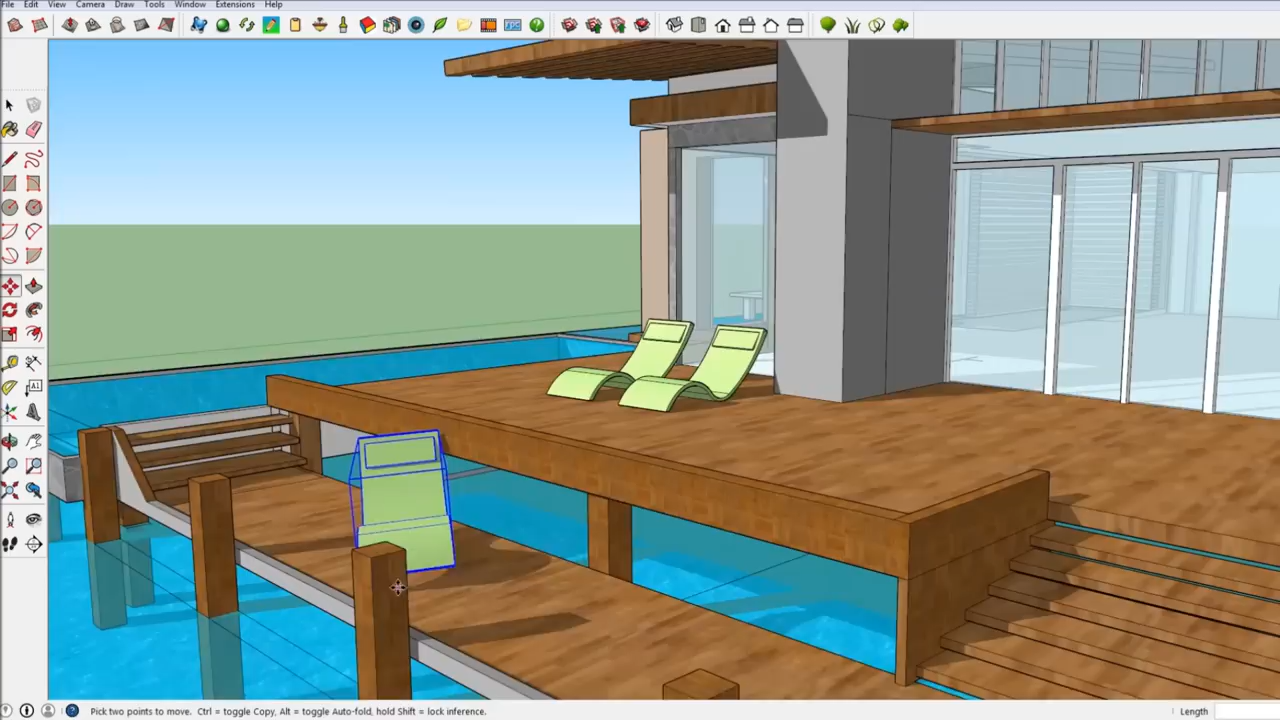 File Edit View Camera Draw Tools Window Extensions Help
A1
Pick two points to move. Ctrl = toggle Copy, Alt = toggle Auto-fold, hold Shift = lock inference.
Length